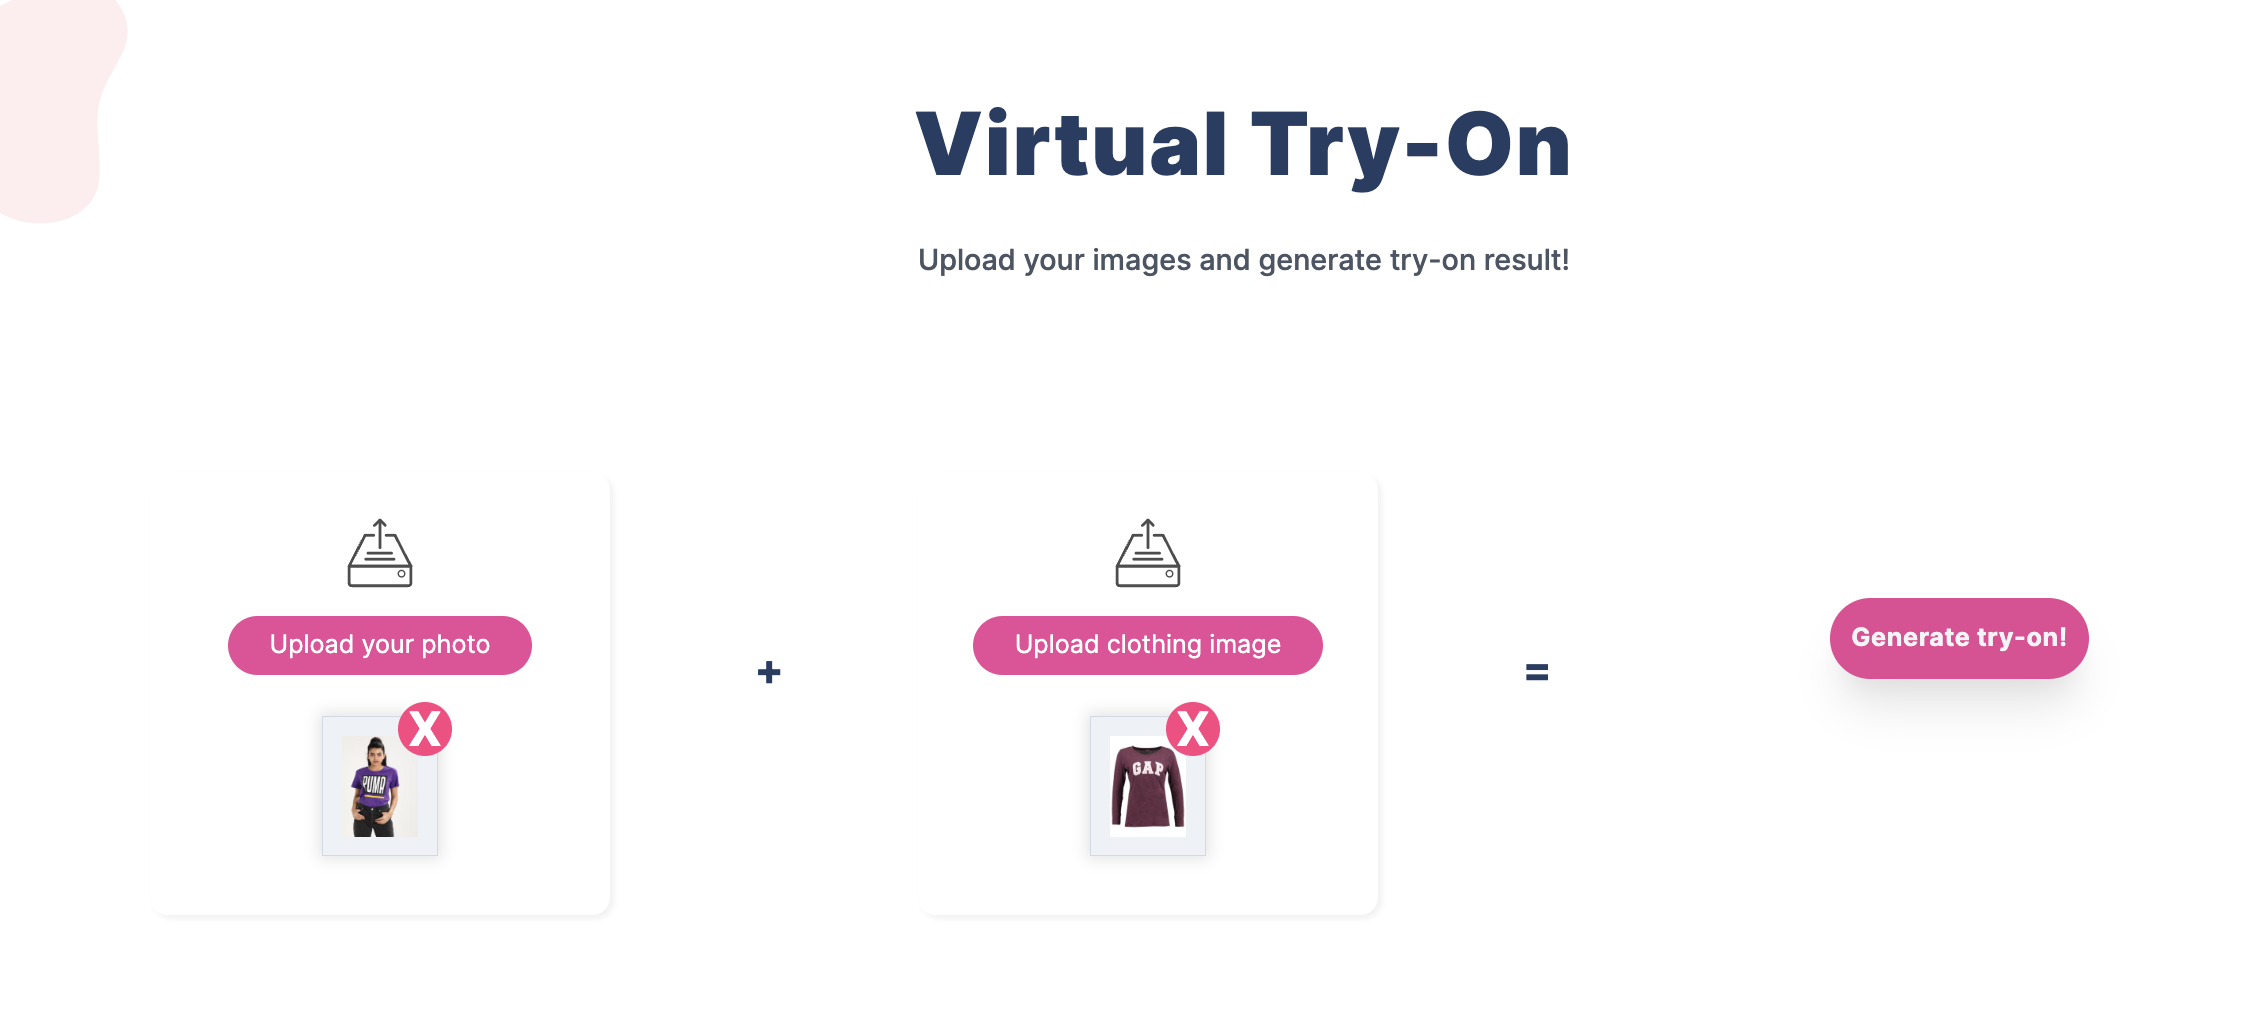 Virtual Try-On
Upload your images and generate try-on result!
Upload your photo
+
Upload clothing image
=
Generate try-on!
X
PUMA
X
GAP